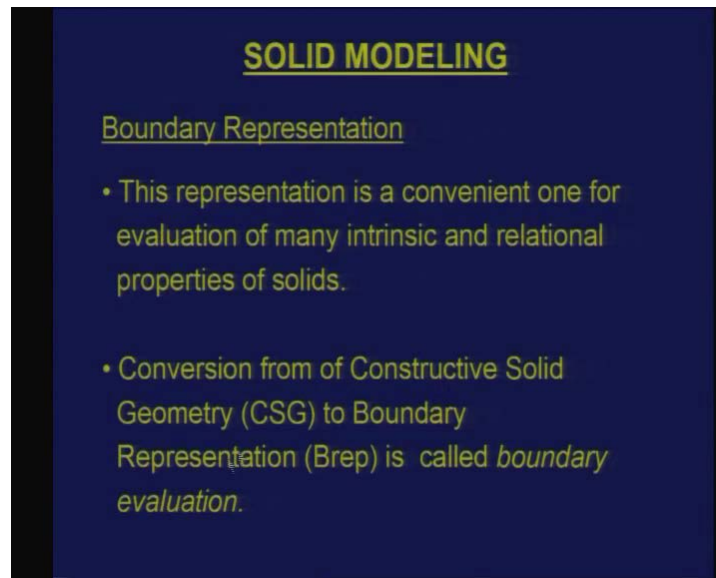 SOLID MODELING
Boundary Representation
• This representation is a convenient one for
evaluation of many intrinsic and relational
properties of solids.
• Conversion from of Constructive Solid
Geometry (CSG) to Boundary
Representation (Brep) is called boundary
evaluation.